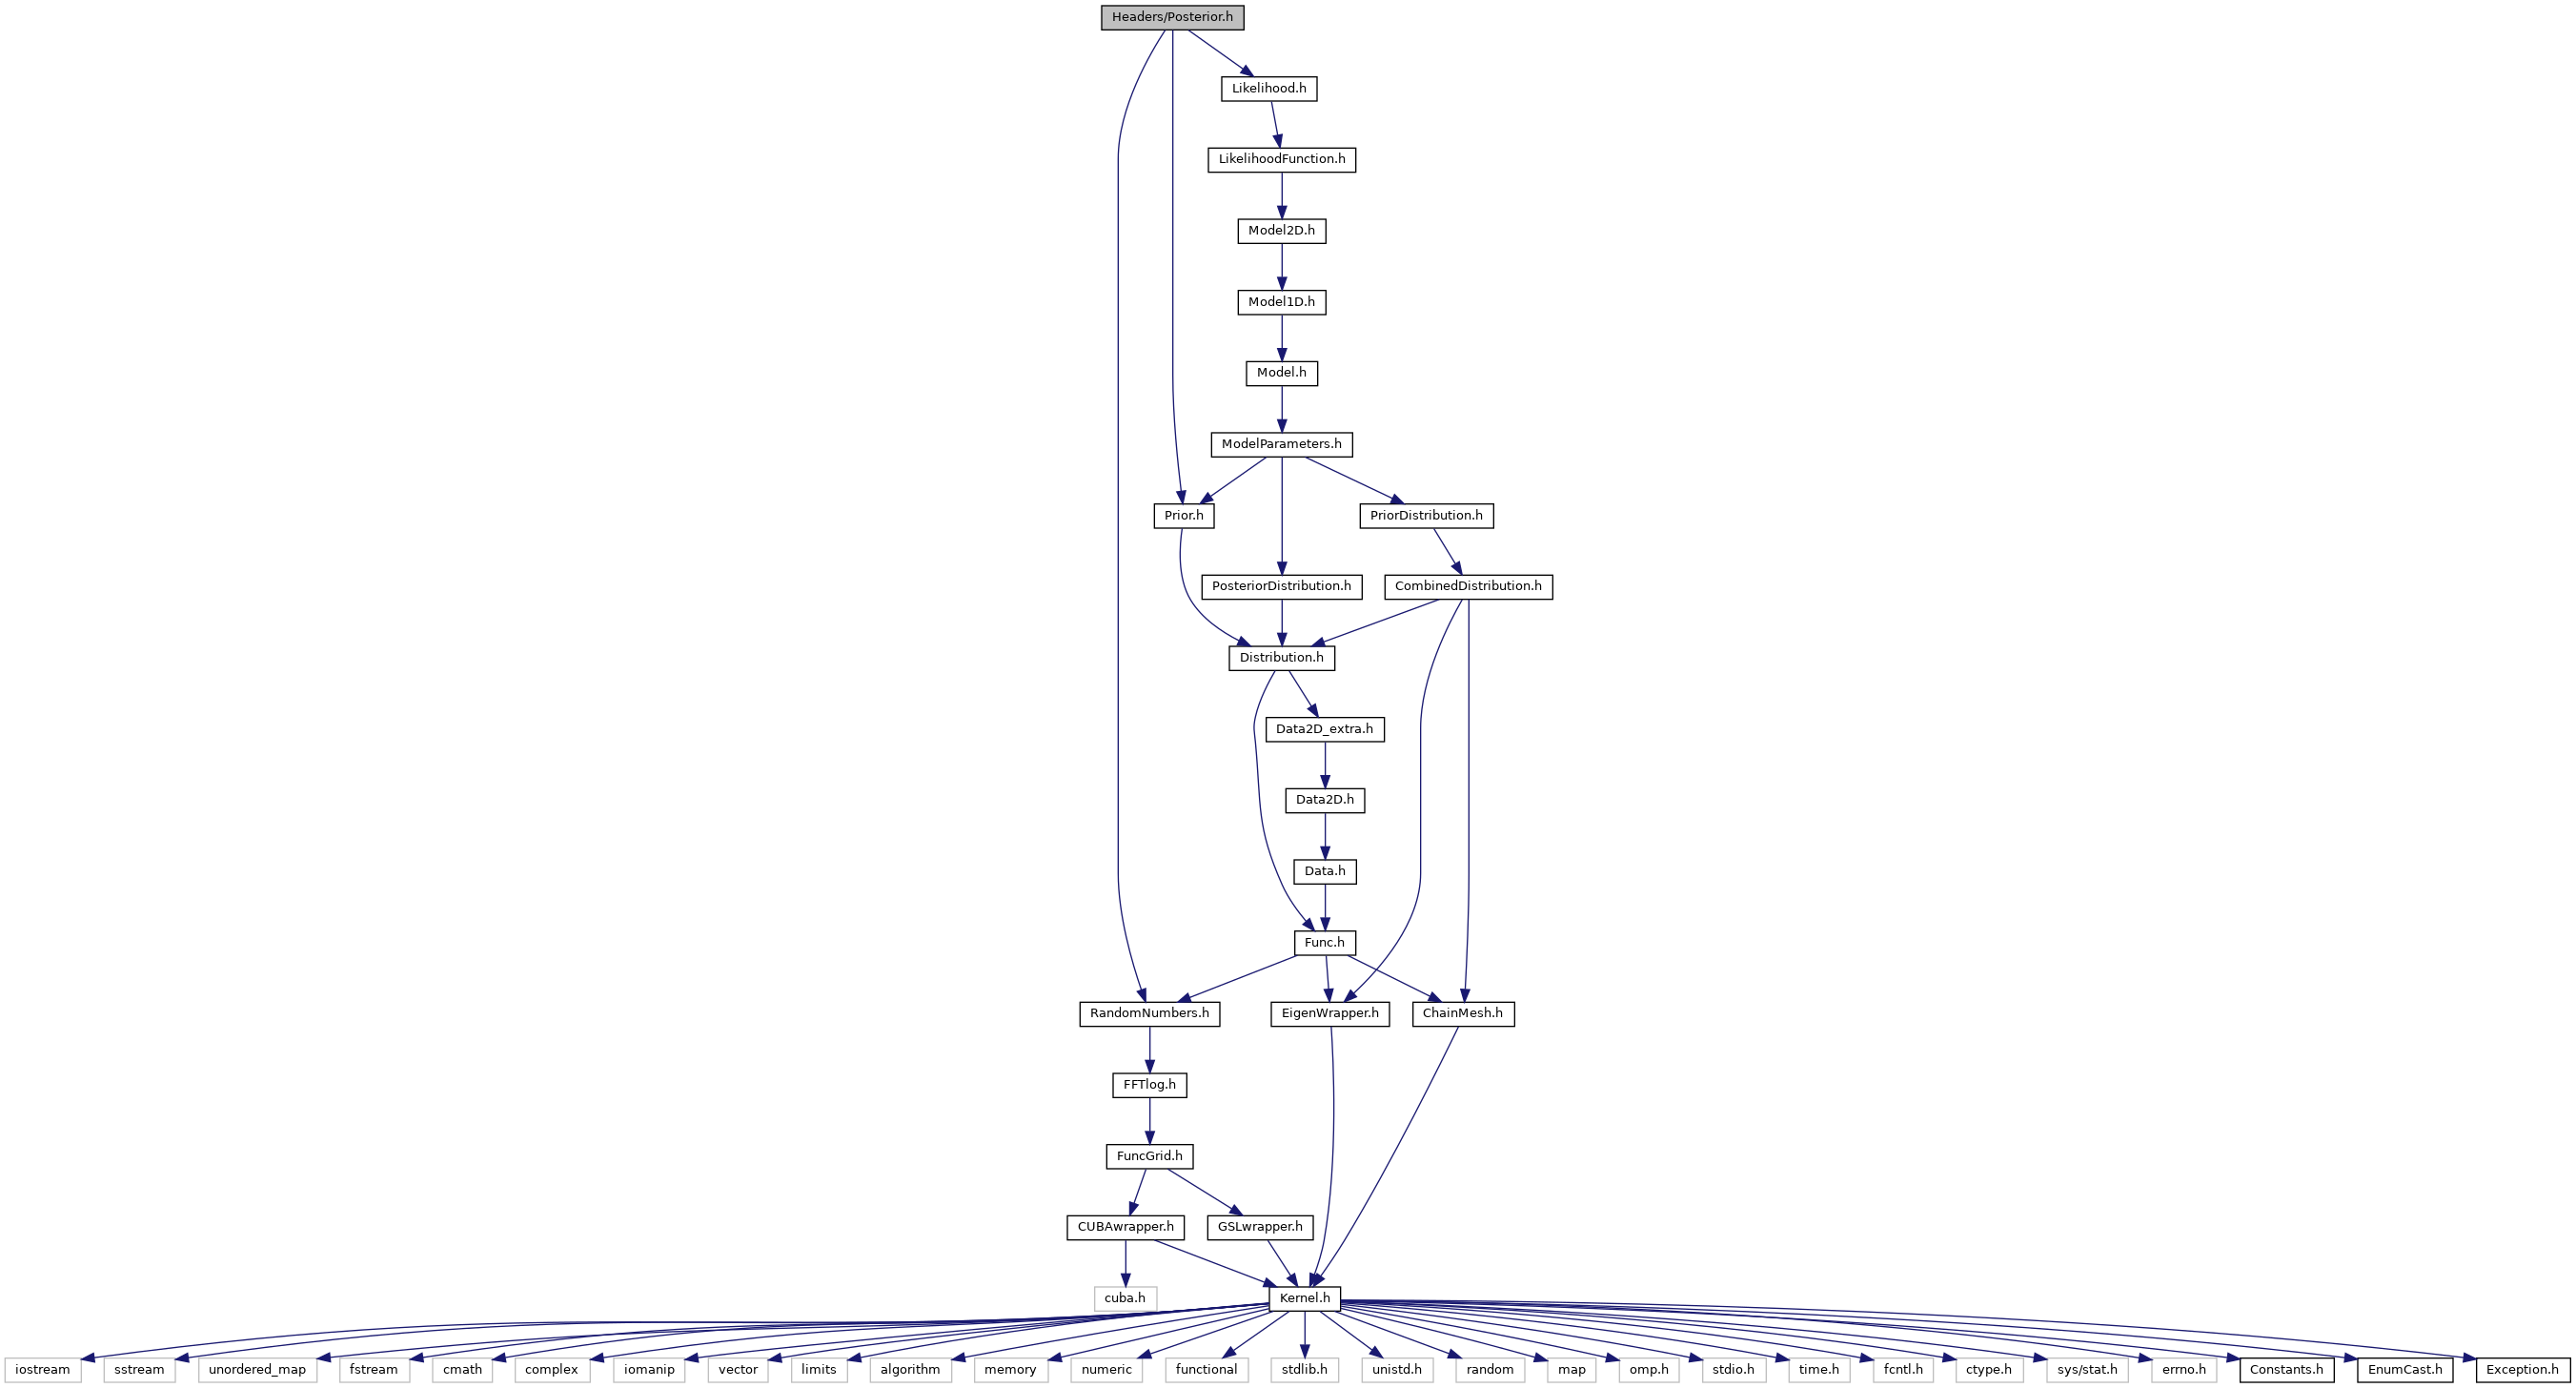 Headers/Posterior.h
Likelihood.h
LikelihoodFunction.h
Model2D.h
Model1D.h
Model.h
ModelParameters.h
Prior.h
PriorDistribution.h
PosteriorDistribution.h
CombinedDistribution.h
Distribution.h
Data2D_extra.h
Data2D.h
Data.h
Func.h
RandomNumbers.h
EigenWrapper.h
ChainMesh.h
FFTlog.h
FuncGrid.h
CUBAwrapper.h
GSLwrapper.h
cuba.h
Kernel.h
iostream
sstream
unordered_map
fstream
cmath
complex
iomanip
vector
limits
algorithm
memory
numeric
functional
stdlib.h
unistd.h
random
map
omp.h
stdio.h
time.h
fcntl.h
ctype.h
sys/stat.h
errno.h
Constants.h
EnumCast.h
Exception.h